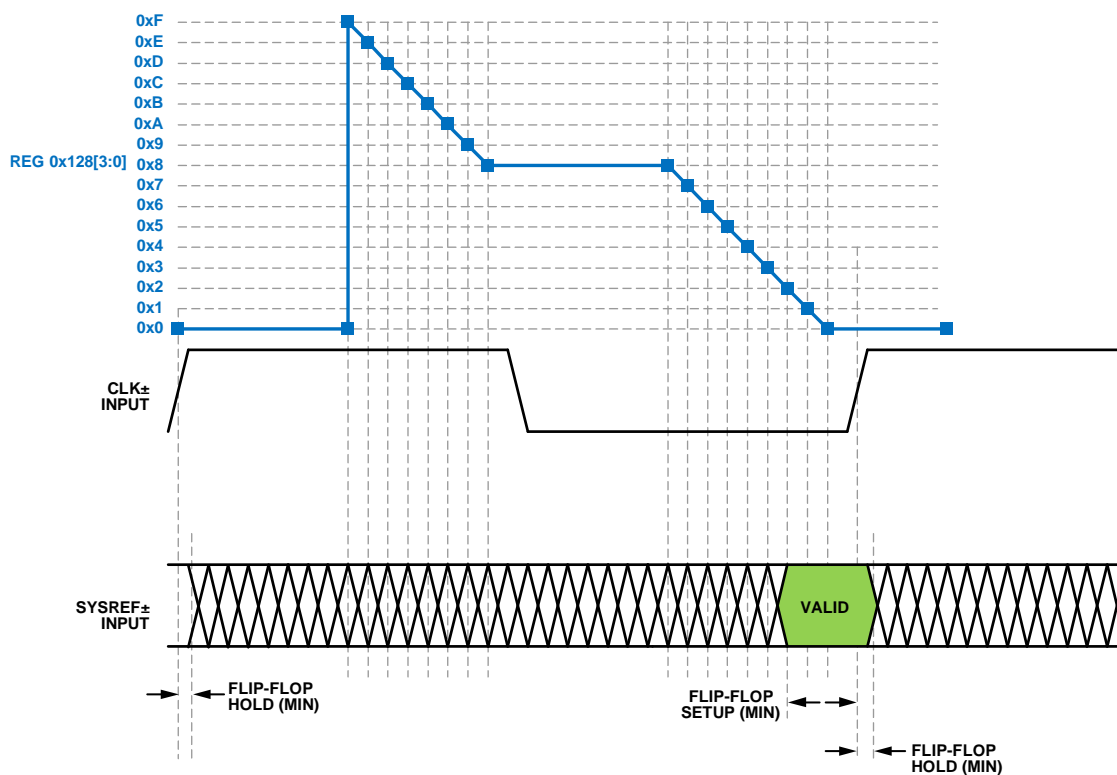 0xF
0xE
0xD
0xC
0xB
0xA
0x9
REG 0x128[3:0] 0x8
0x7
0x6
0x5
0x4
0x3
0x2
0x1
0x0
CLK±
INPUT
SYSREF±
INPUT
VALID
FLIP-FLOP
HOLD (MIN)
FLIP-FLOP
SETUP (MIN)
FLIP-FLOP
HOLD (MIN)